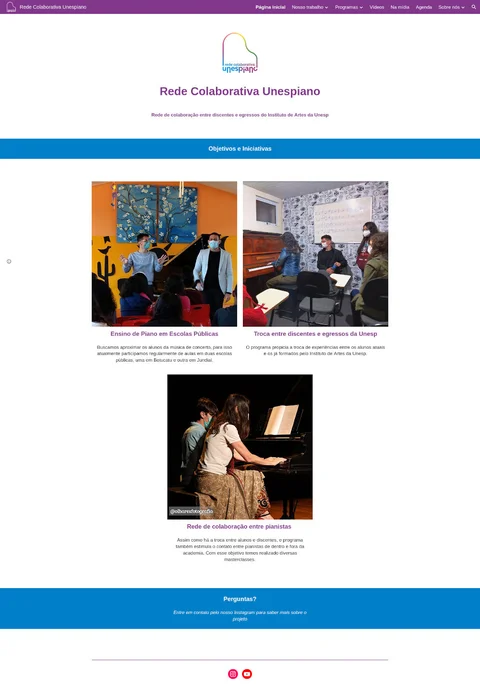 Rede Colaborativa Unespiano
Página Inicial Nosso trabalho Programas Vídeos Na mídia Agenda Sobre nós
rede colaborativa
unespiano
Rede Colaborativa Unespiano
Rede de colaboração entre discentes e egressos do Instituto de Artes da Unesp
Objetivos e Iniciativas
Ensino de Piano em Escolas Públicas
Buscamos aproximar os alunos da música de concerto, para isso
atualmente participamos regularmente de aulas em duas escolas
públicas, uma em Botucatu e outra em Jundiaí.
Troca entre discentes e egressos da Unesp
O programa propicia a troca de experiências entre os alunos atuais
e os já formados pelo Instituto de Artes da Unesp.
Rede de colaboração entre pianistas
Assim como há a troca entre alunos e discentes, o programa
também estimula o contato entre pianistas de dentro e fora da
academia. Com esse objetivo temos realizado diversas
masterclasses.
Perguntas?
Entre em contato pelo nosso Instagram para saber mais sobre o
projeto